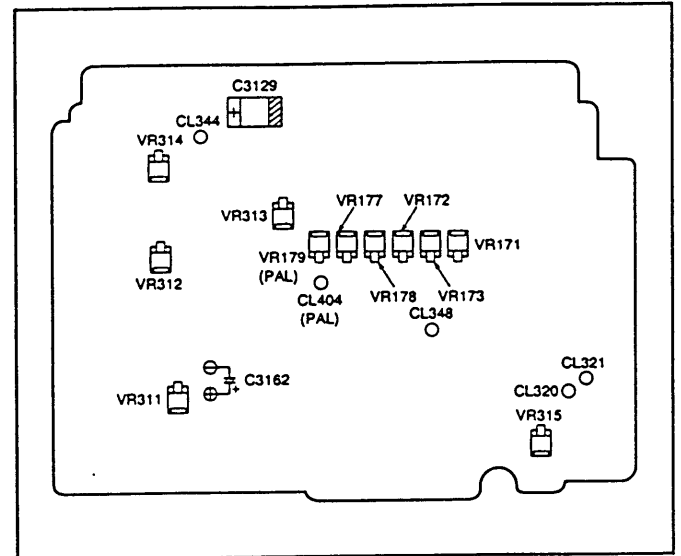 C3129
CL344
VR314
VR177
VR172
VR313
VR179
(PAL)
VR171
VR312
CL404
(PAL)
VR178
VR173
CL348
CL321
C3162
CL320
VR311
VR315